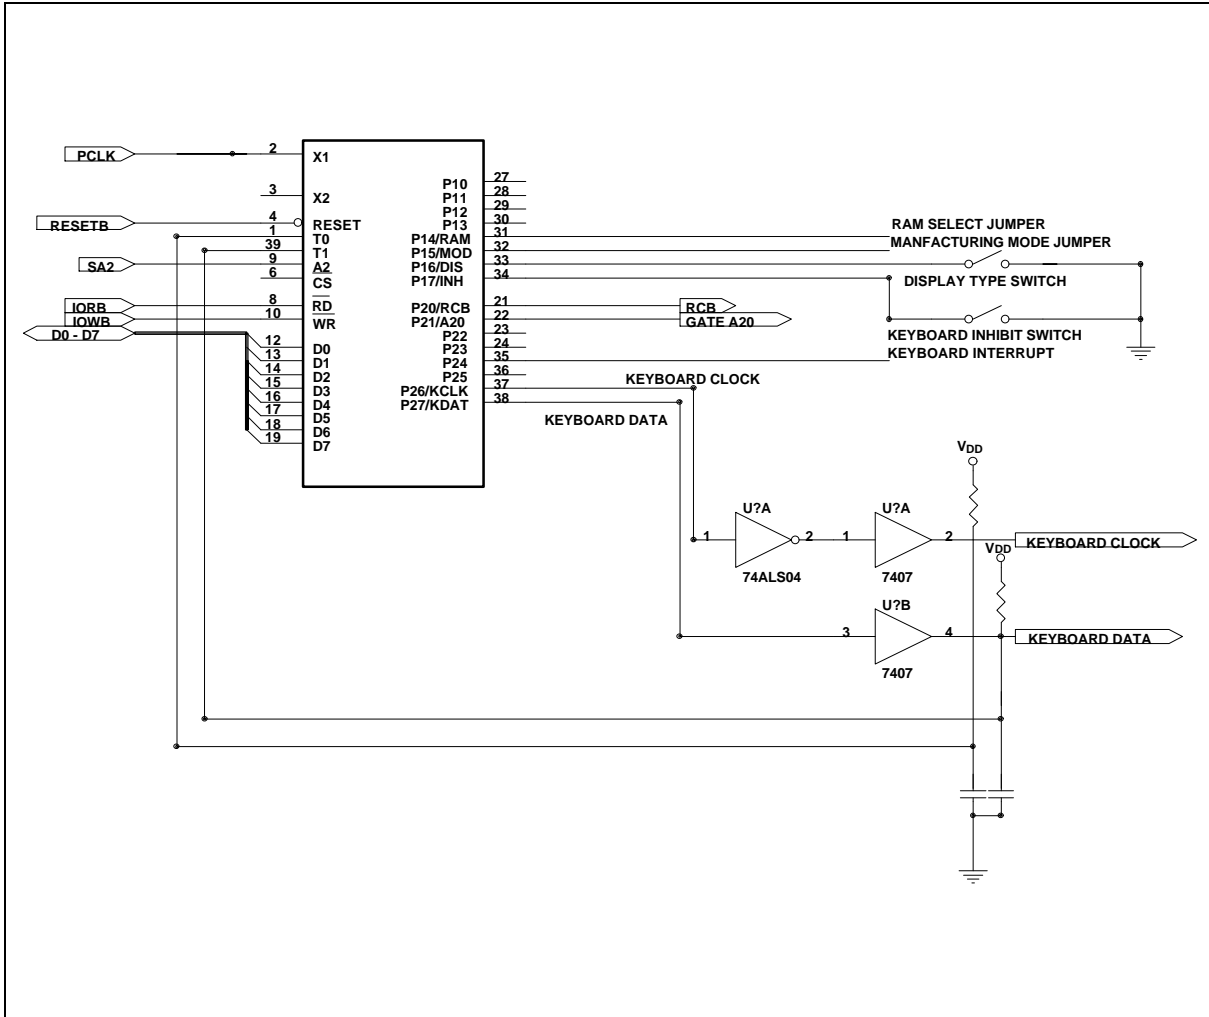 PCLK
2
X1
3
X2
RESETB
4
RESET
1
T0
39
T1
SA2
9
A2
6
CS
IORB
8
RD
IOWB
10
WR
D0 - D7
12
D0
13
D1
14
D2
15
D3
16
D4
17
D5
18
D6
19
D7
P10
27
P11
28
P12
29
P13
30
P14/RAM
31
RAM SELECT JUMPER
P15/MOD
32
MANFACTURING MODE JUMPER
P16/DIS
33
DISPLAY TYPE SWITCH
P17/INH
34
P20/RCB
21
RCB
P21/A20
22
GATE A20
P22
23
P23
24
KEYBOARD INHIBIT SWITCH
P24
35
KEYBOARD INTERRUPT
P25
36
P26/KCLK
37
KEYBOARD CLOCK
P27/KDAT
38
KEYBOARD DATA
VDD
U?A
1
2
74ALS04
U?A
1
2
7407
KEYBOARD CLOCK
VDD
U?B
3
4
7407
KEYBOARD DATA